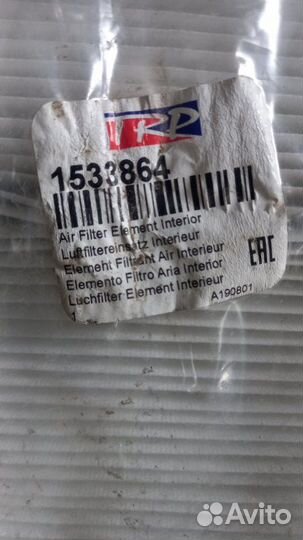 TRP
1533864
Air Filter Element Interior
Luftfiltereinsatz Interieur
Element Filtrant Air Interieur
Elemento Filtro Aria Interior
Luchfilter Element Interieur
1
A190801
EAC
Avito